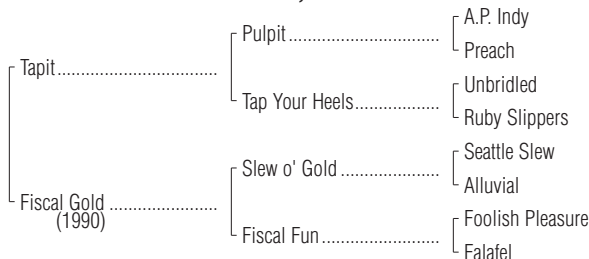 A.P. Indy
Pulpit
Preach
Tapit
Unbridled
Tap Your Heels
Ruby Slippers
Seattle Slew
Slew o' Gold
Alluvial
Fiscal Gold
(1990)
Foolish Pleasure
Fiscal Fun
Falafel